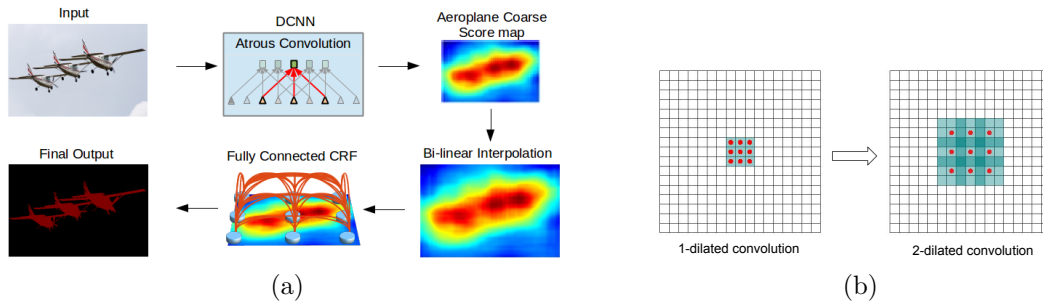 Input
DCNN
Atrous Convolution
Aeroplane Coarse
Score map
Final Output
Fully Connected CRF
Bi-linear Interpolation
(a)
1-dilated convolution
2-dilated convolution
(b)